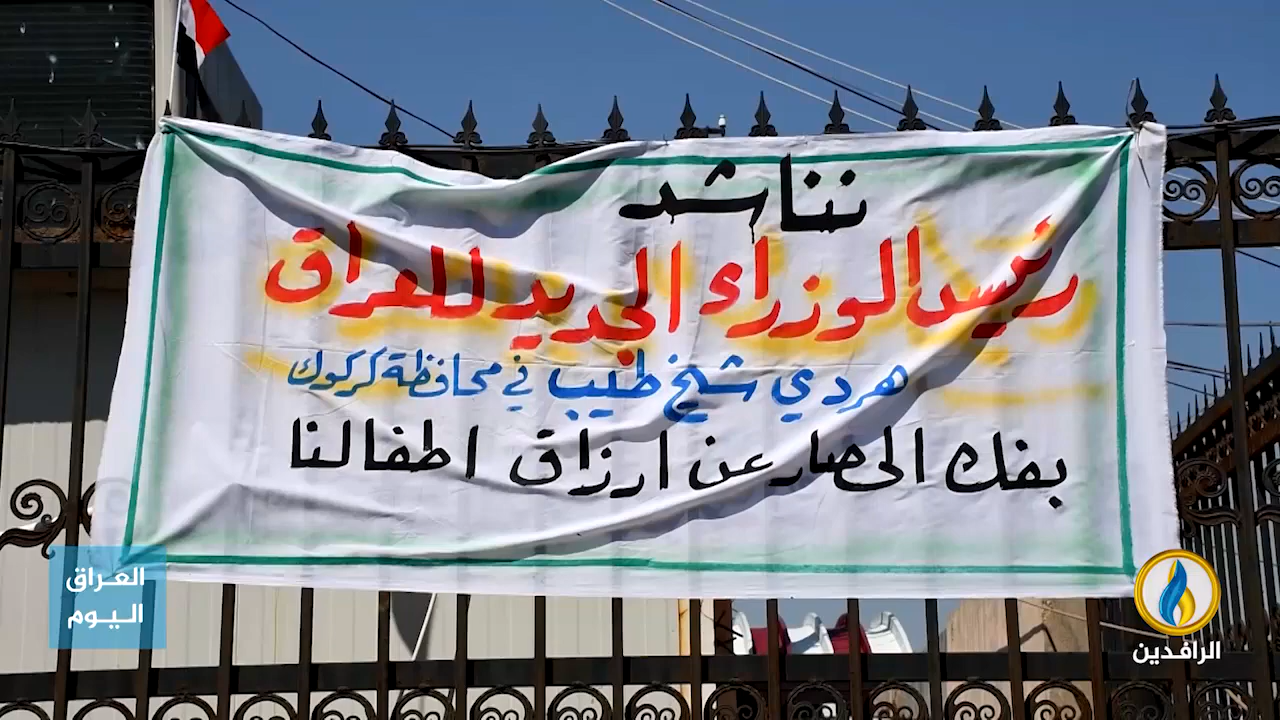 نناشد
رئيس الوزراء الجديد للعراق
هردي شيخ طيب في محافظة كركوك
بفك الحصار عن ارزاق اطفالنا
العراق
اليوم
الرافدين